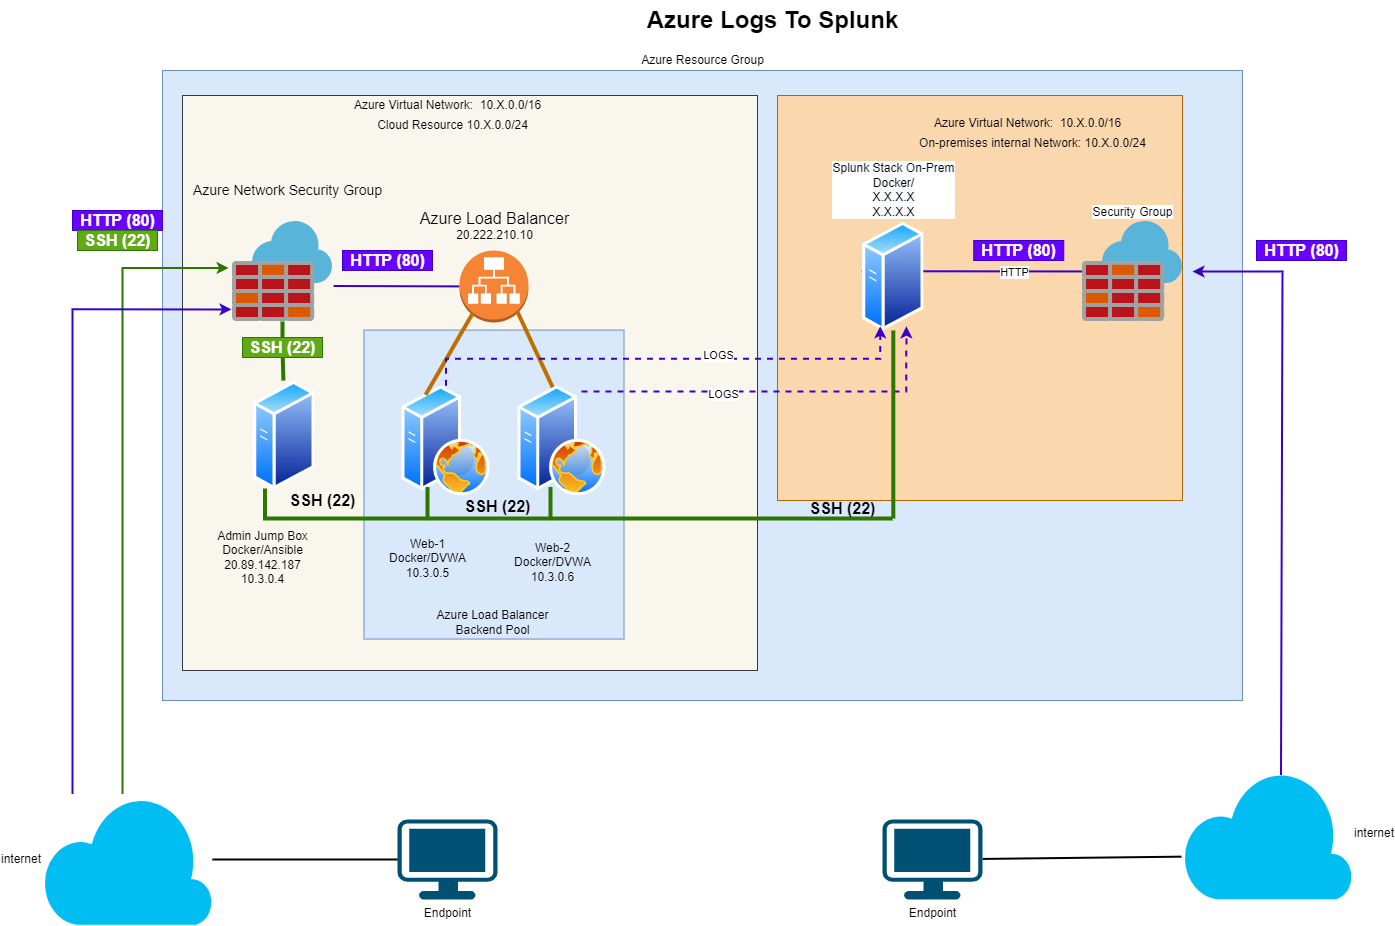 Azure Logs To Splunk
Azure Resource Group
Azure Virtual Network:  10.X.0.0/16
Cloud Resource 10.X.0.0/24
Azure Virtual Network:  10.X.0.0/16
On-premises internal Network: 10.X.0.0/24
Splunk Stack On-Prem
Docker/
X.X.X.X
X.X.X.X
Azure Network Security Group
Azure Load Balancer
20.222.210.10
Security Group
HTTP (80)
SSH (22)
HTTP (80)
HTTP (80)
HTTP
HTTP (80)
SSH (22)
LOGS
LOGS
SSH (22)
SSH (22)
SSH (22)
Admin Jump Box
Docker/Ansible
20.89.142.187
10.3.0.4
Web-1
Docker/DVWA
10.3.0.5
Web-2
Docker/DVWA
10.3.0.6
Azure Load Balancer
Backend Pool
internet
Endpoint
Endpoint
internet